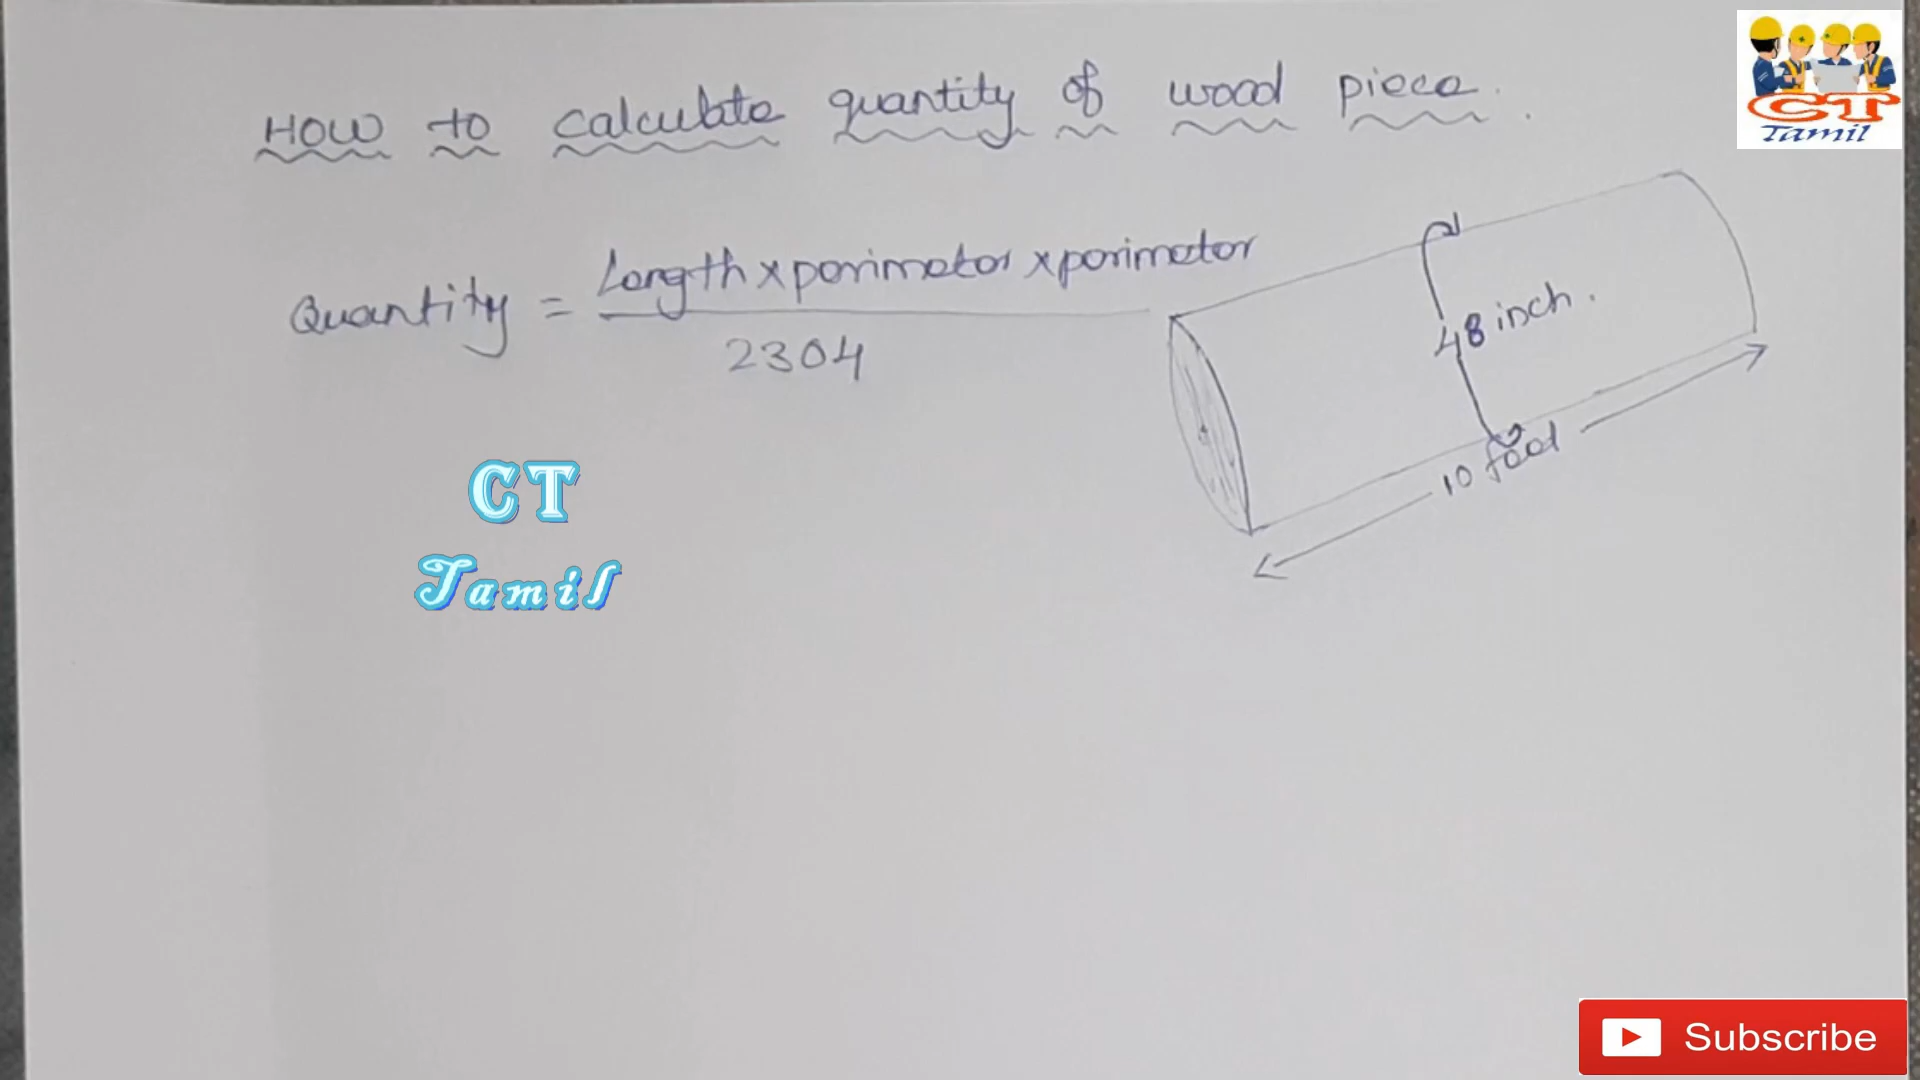 How to calculate quantity of wood piece.
Quantity = Length x perimeter x perimeter
2304
48 inch.
10 feet
CT
Tamil
CT
Tamil
Subscribe